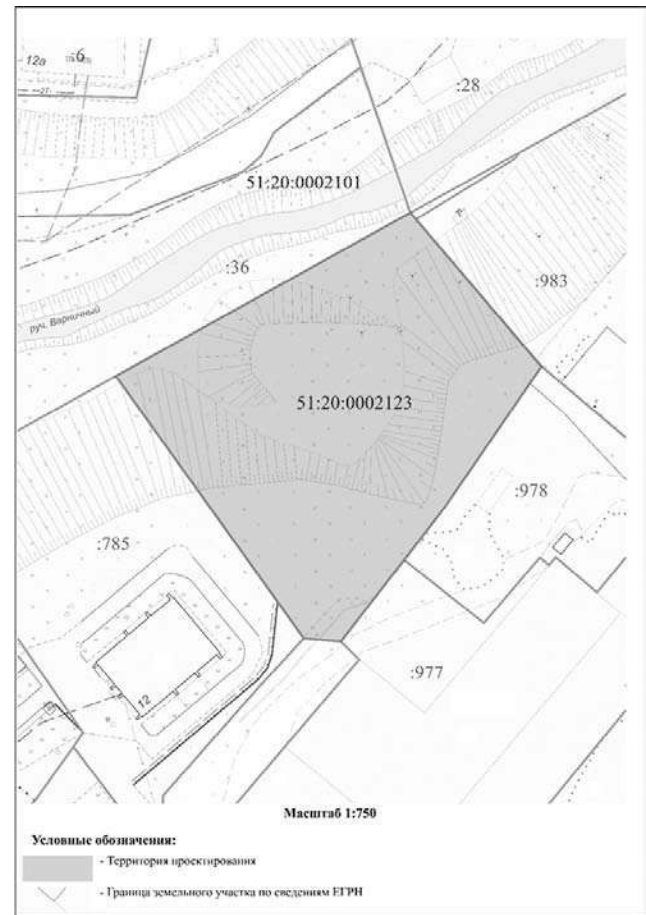 12а
:6
:28
51:20:0002101
:36
:983
руч. Варничный
51:20:0002123
:978
:785
:977
12
Масштаб 1:750
Условные обозначения:
- Территория проектирования
- Граница земельного участка по сведениям ЕГРН